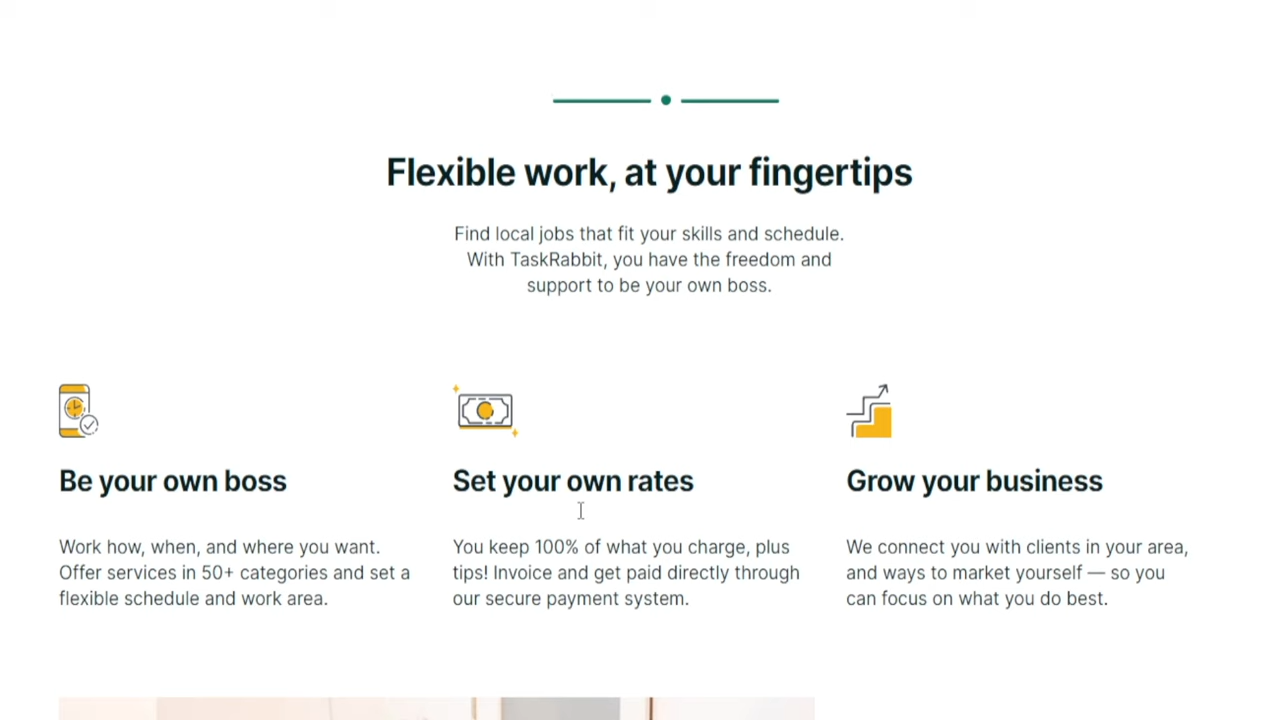 Flexible work, at your fingertips
Find local jobs that fit your skills and schedule.
With TaskRabbit, you have the freedom and
support to be your own boss.
Be your own boss
Work how, when, and where you want.
Offer services in 50+ categories and set a
flexible schedule and work area.
Set your own rates
You keep 100% of what you charge, plus
tips! Invoice and get paid directly through
our secure payment system.
Grow your business
We connect you with clients in your area,
and ways to market yourself — so you
can focus on what you do best.